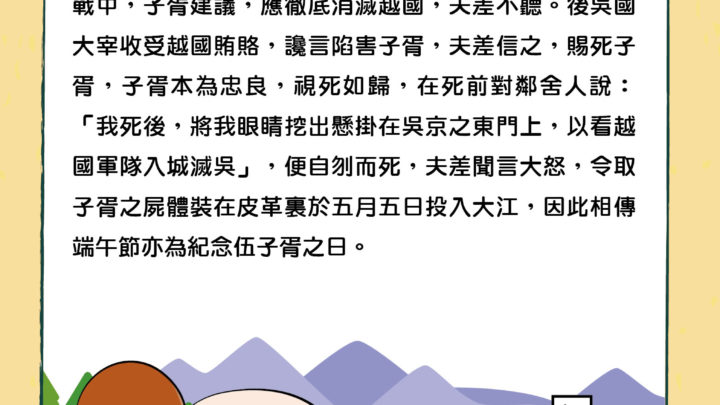 戰中，子胥建議，應徹底消滅越國，夫差不聽。後吳國
大宰收受越國賄賂，讒言陷害子胥，夫差信之，賜死子
胥，子胥本為忠良，視死如歸，在死前對鄰舍人說：
「我死後，將我眼睛挖出懸掛在吳京之東門上，以看越
國軍隊入城滅吳」，便自刎而死，夫差聞言大怒，令取
子胥之屍體裝在皮革裏於五月五日投入大江，因此相傳
端午節亦為紀念伍子胥之日。